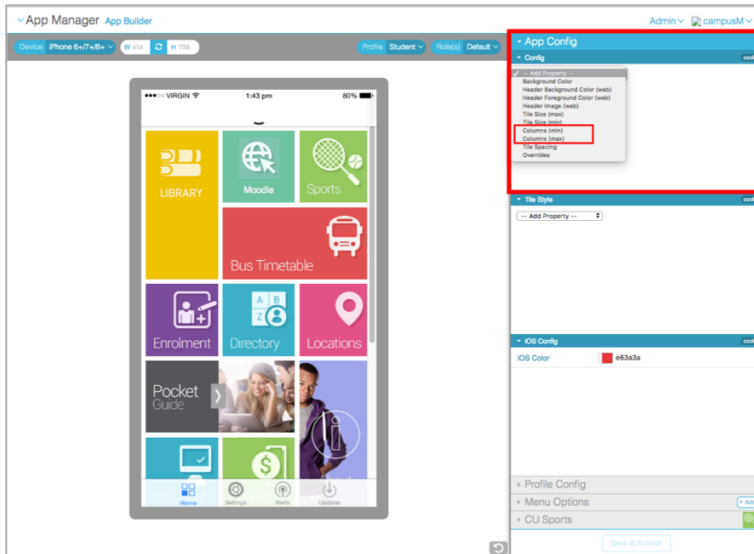 App Manager App Builder
Admin campusM
Device iPhone 6+/7+/8+ W 414 H 736
Profile Student Role(s) Default
App Config
Config
-- Add Property --
Background Color
Header Background Color (web)
Header Foreground Color (web)
Header Image (web)
Tile Size (max)
Tile Size (min)
Columns (min)
Columns (max)
Tile Spacing
Overrides
VIRGIN 1:43 pm 80%
LIBRARY
Moodle
Sports
Bus Timetable
Enrolment
A B
Z
Directory
Locations
Pocket
Guide
Home
Settings
Alerts
Updates
Tile Style
-- Add Property --
iOS Config
iOS Color e63a3a
Profile Config
Menu Options
CU Sports
Save & Publish